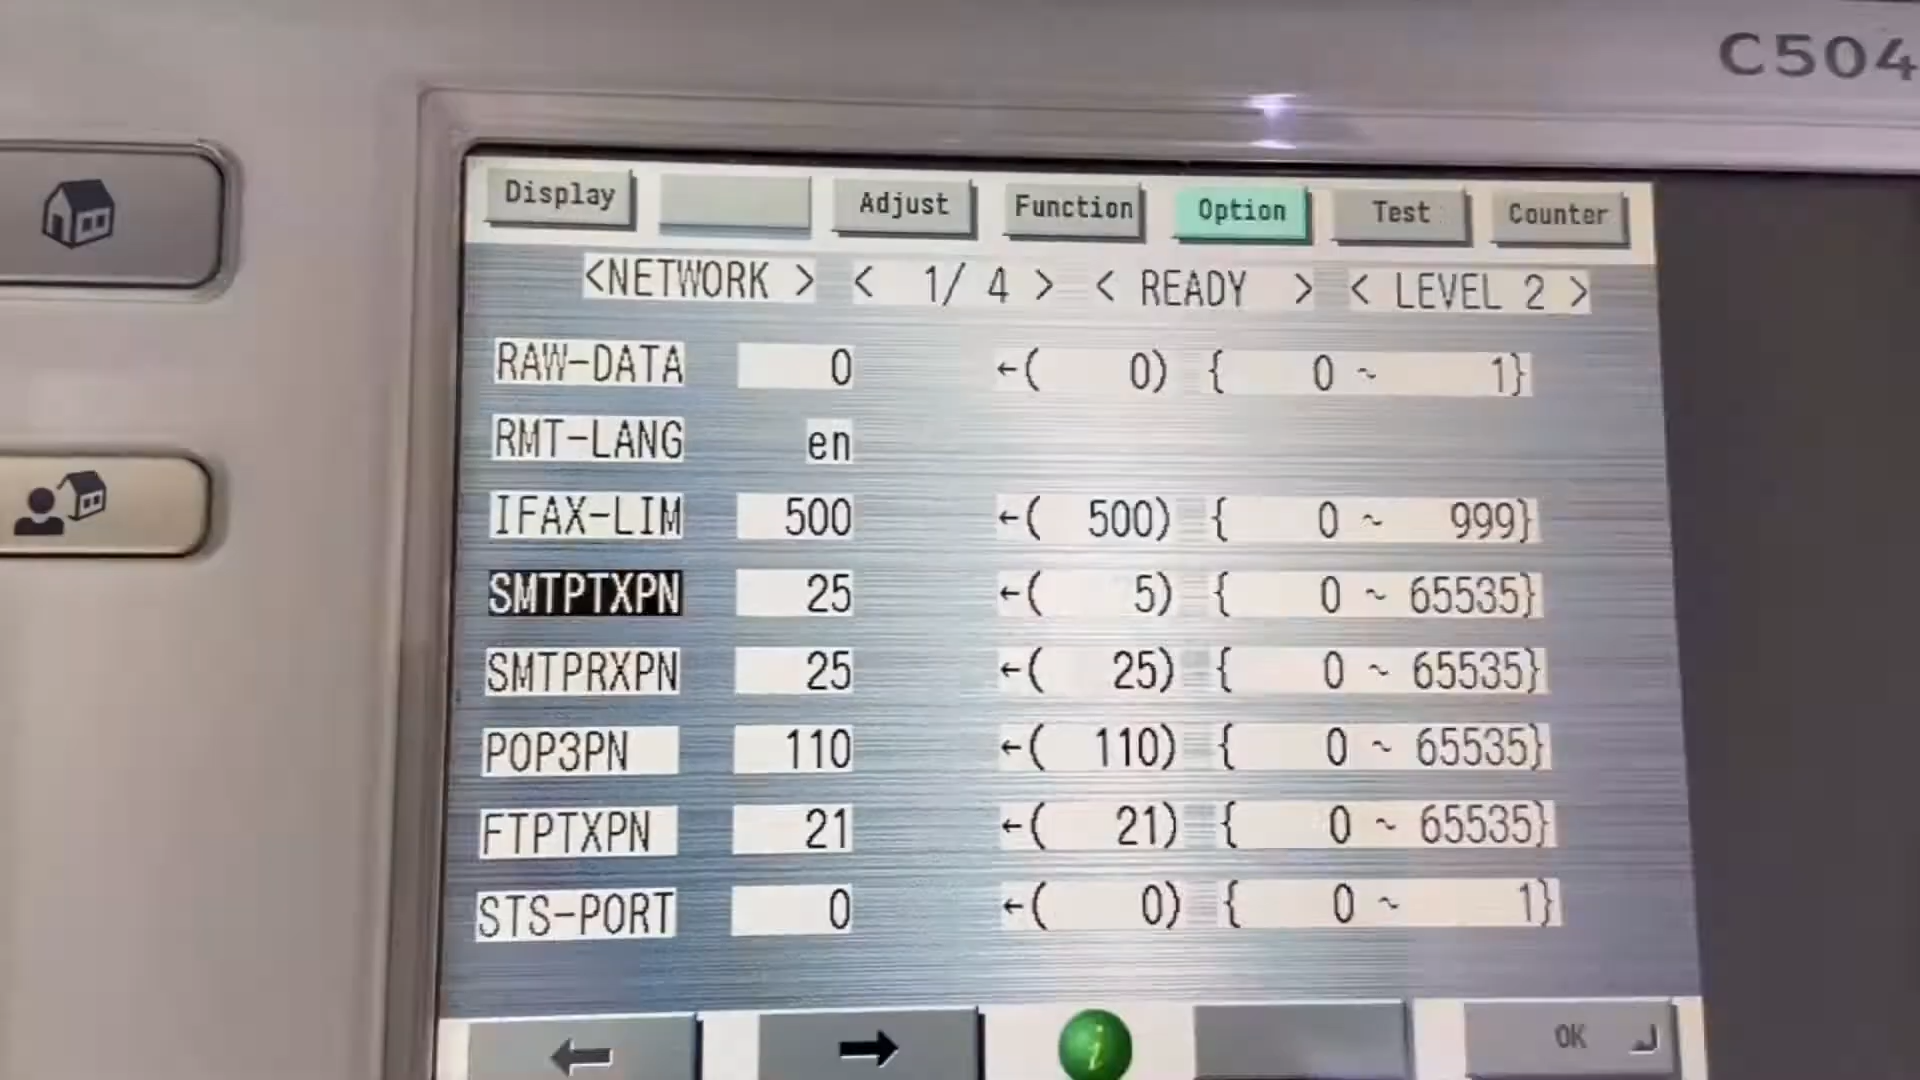 C504
Display Adjust Function Option Test Counter
<NETWORK > < 1/ 4 > < READY > < LEVEL 2 >
RAW-DATA 0 ←( 0) { 0 ~ 1}
RMT-LANG en
IFAX-LIM 500 ←( 500) { 0 ~ 999}
SMTPTXPN 25 ←( 5) { 0 ~ 65535}
SMTPRXPN 25 ←( 25) { 0 ~ 65535}
POP3PN 110 ←( 110) { 0 ~ 65535}
FTPTXPN 21 ←( 21) { 0 ~ 65535}
STS-PORT 0 ←( 0) { 0 ~ 1}
← → i OK